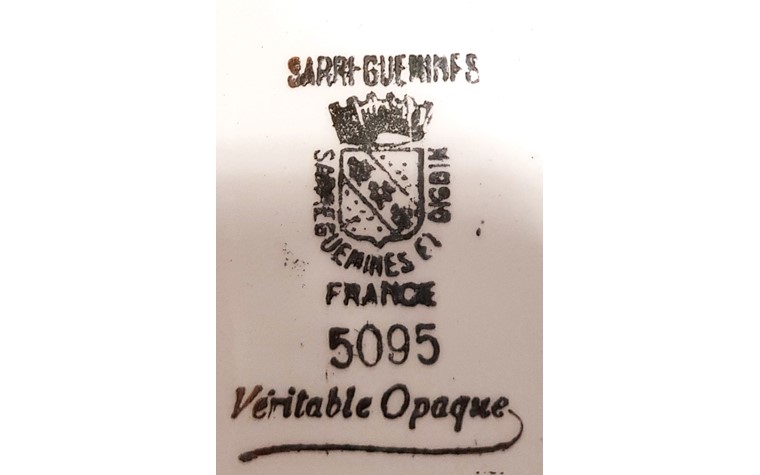 SARREGUEMINES
SARREGUEMINES ET DIGOIN
FRANCE
5095
Véritable Opaque